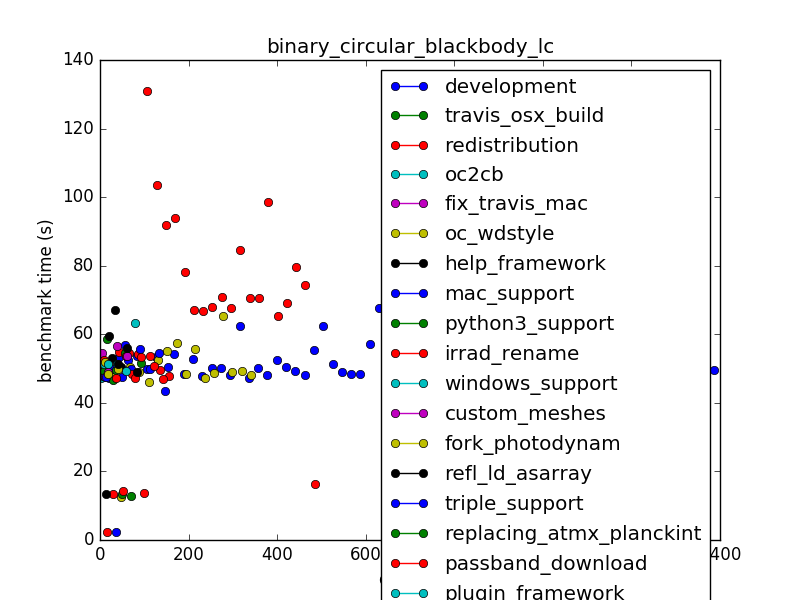 binary_circular_blackbody_lc
benchmark time (s)
140
120
100
80
60
40
20
0
0
200
400
600
400
development
travis_osx_build
redistribution
oc2cb
fix_travis_mac
oc_wdstyle
help_framework
mac_support
python3_support
irrad_rename
windows_support
custom_meshes
fork_photodynam
refl_ld_asarray
triple_support
replacing_atmx_planckint
passband_download
plugin_framework